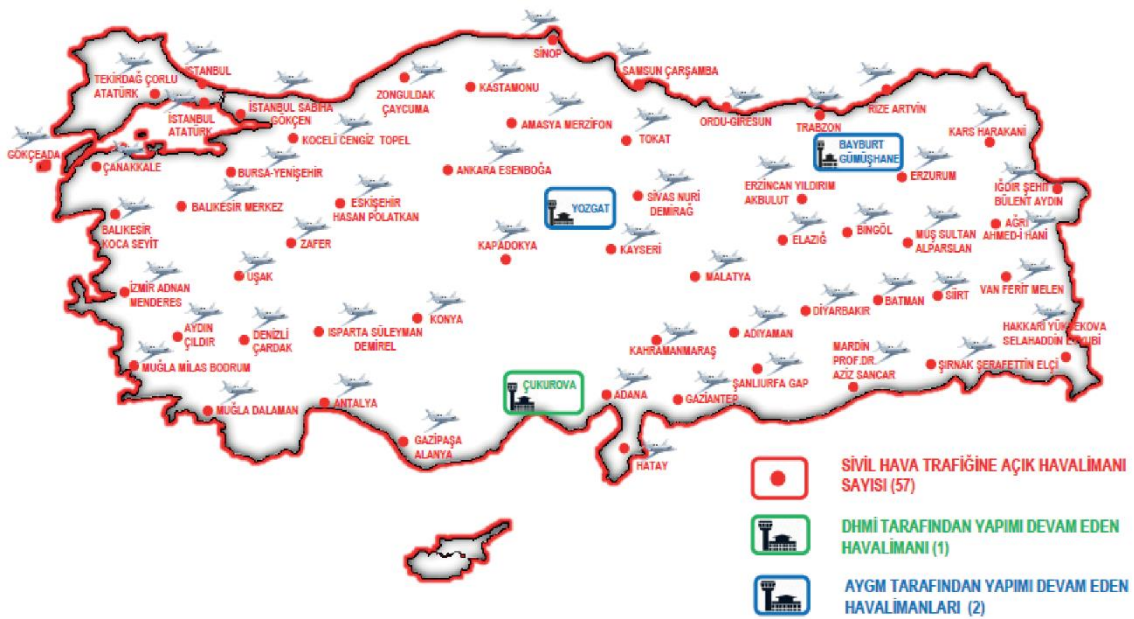 SİNOP
İSTANBUL
TEKİRDAĞ ÇORLU
ATATÜRK
İSTANBUL
ATATÜRK
İSTANBUL SABİHA
GÖKÇEN
ZONGULDAK
ÇAYCUMA
KASTAMONU
SAMSUN ÇARŞAMBA
ORDU-GİRESUN
TRABZON
RİZE ARTVİN
KARS HARAKANİ
KOCELİ CENGİZ TOPEL
AMASYA MERZİFON
TOKAT
BAYBURT
GÜMÜŞHANE
GÖKÇEADA
ÇANAKKALE
BURSA-YENİŞEHİR
ANKARA ESENBOĞA
ERZİNCAN YILDIRIM
AKBULUT
ERZURUM
IĞDIR ŞEHİT
BÜLENT AYDIN
BALIKESİR MERKEZ
ESKİŞEHİR
HASAN POLATKAN
YOZGAT
SİVAS NURİ
DEMİRAĞ
BALIKESİR
KOCA SEYİT
ZAFER
KAPADOKYA
KAYSERİ
ELAZIĞ
BİNGÖL
MUŞ SULTAN
ALPARSLAN
AĞRI
AHMED-İ HANİ
İZMİR ADNAN
MENDERES
UŞAK
MALATYA
DİYARBAKIR
BATMAN
SİİRT
VAN FERİT MELEN
AYDIN
ÇILDIR
DENİZLİ
ÇARDAK
ISPARTA SÜLEYMAN
DEMİREL
KONYA
KAHRAMANMARAŞ
ADIYAMAN
MARDİN
PROF.DR.
AZİZ SANCAR
HAKKARİ YÜKSEKOVA
SELAHADDİN EYYUBİ
MUĞLA MİLAS BODRUM
ŞANLIURFA GAP
ŞIRNAK ŞERAFETTİN ELÇİ
MUĞLA DALAMAN
ANTALYA
ÇUKUROVA
ADANA
GAZİANTEP
GAZİPAŞA
ALANYA
HATAY
SİVİL HAVA TRAFİĞİNE AÇIK HAVALİMANI
SAYISI (57)
DHMİ TARAFINDAN YAPIMI DEVAM EDEN
HAVALİMANI (1)
AYGM TARAFINDAN YAPIMI DEVAM EDEN
HAVALİMANLARI (2)